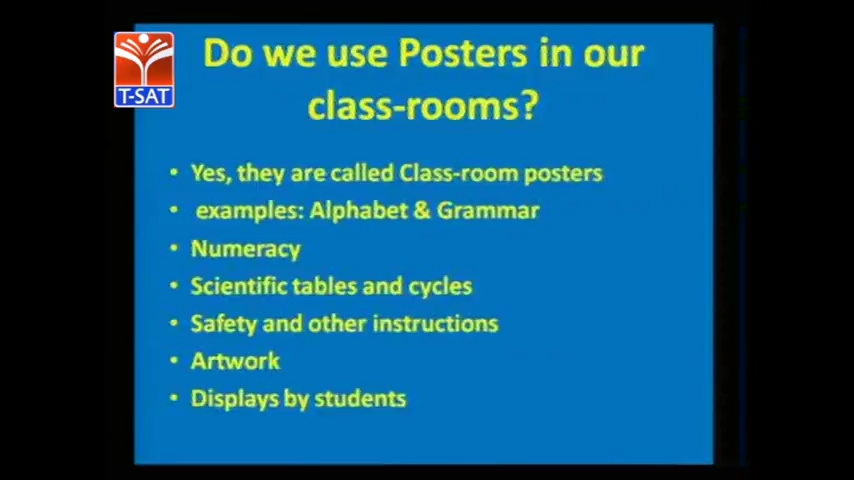 T-SAT
Do we use Posters in our
class-rooms?
• Yes, they are called Class-room posters
• examples: Alphabet & Grammar
• Numeracy
• Scientific tables and cycles
• Safety and other instructions
• Artwork
• Displays by students